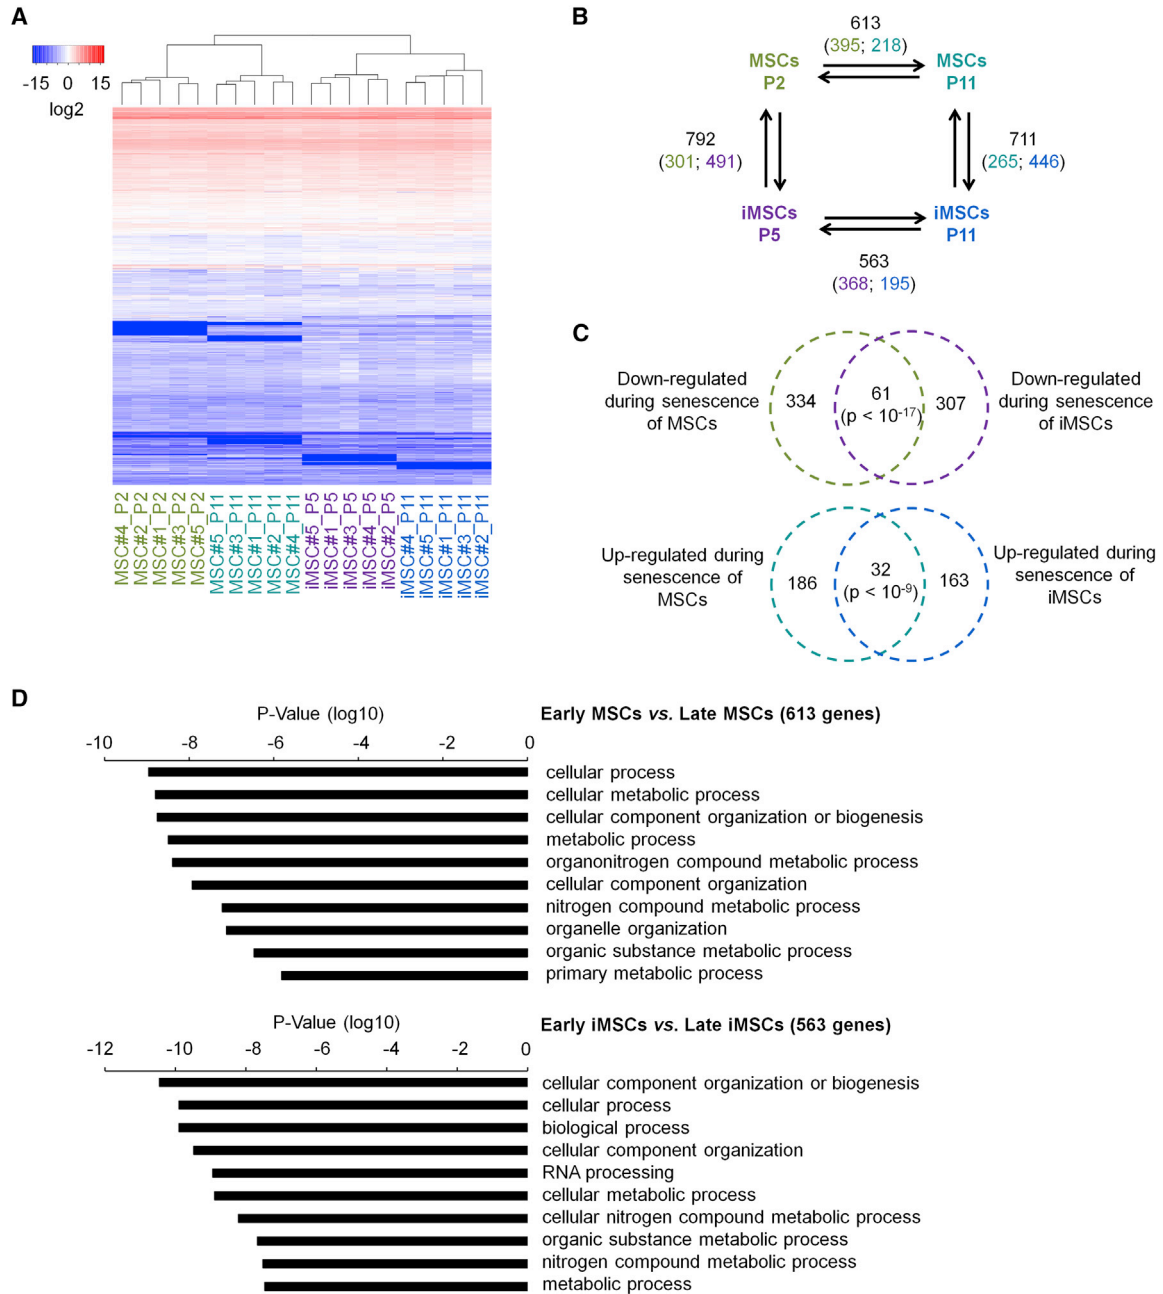 A
-15 0 15
log2
MSC#4_P2
MSC#2_P2
MSC#1_P2
MSC#3_P2
MSC#5_P2
MSC#5_P11
MSC#3_P11
MSC#1_P11
MSC#2_P11
MSC#4_P11
iMSC#5_P5
iMSC#1_P5
iMSC#3_P5
iMSC#4_P5
iMSC#2_P5
iMSC#4_P11
iMSC#5_P11
iMSC#1_P11
iMSC#3_P11
iMSC#2_P11
B
613
(395; 218)
MSCs
P2
MSCs
P11
792
(301; 491)
711
(265; 446)
iMSCs
P5
iMSCs
P11
563
(368; 195)
C
Down-regulated
during senescence
of MSCs
334
61
(p < 10-17)
307
Down-regulated
during senescence
of iMSCs
Up-regulated during
senescence of
MSCs
186
32
(p < 10-9)
163
Up-regulated during
senescence of
iMSCs
D
P-Value (log10)
Early MSCs vs. Late MSCs (613 genes)
-10 -8 -6 -4 -2 0
cellular process
cellular metabolic process
cellular component organization or biogenesis
metabolic process
organonitrogen compound metabolic process
cellular component organization
nitrogen compound metabolic process
organelle organization
organic substance metabolic process
primary metabolic process
P-Value (log10)
Early iMSCs vs. Late iMSCs (563 genes)
-12 -10 -8 -6 -4 -2 0
cellular component organization or biogenesis
cellular process
biological process
cellular component organization
RNA processing
cellular metabolic process
cellular nitrogen compound metabolic process
organic substance metabolic process
nitrogen compound metabolic process
metabolic process